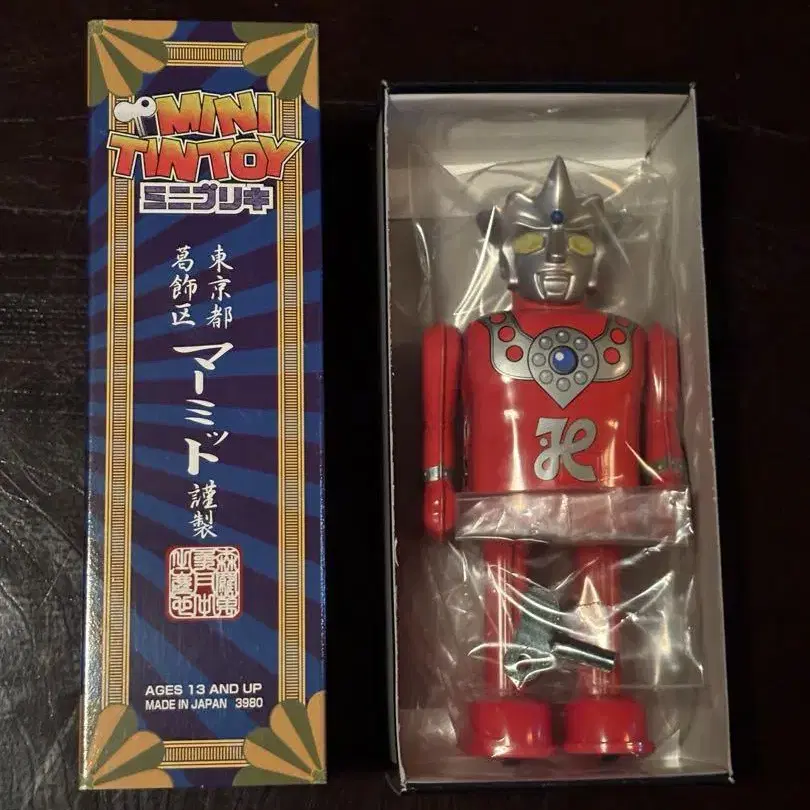 MINI
TINTOY
ミニブリキ
東京都
葛飾区
マーミット
謹製
AGES 13 AND UP
MADE IN JAPAN 3980